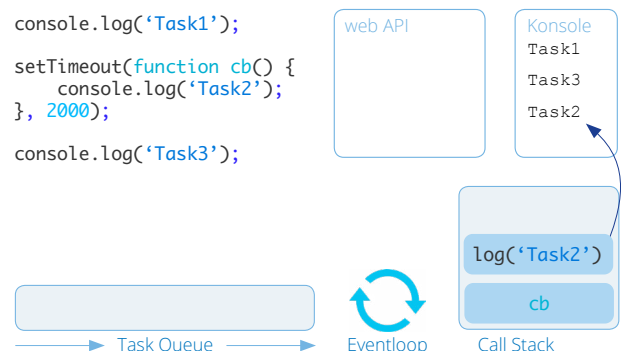 console.log(‘Task1’);
setTimeout(function cb() {
    console.log(‘Task2’);
}, 2000);
console.log(‘Task3’);
web API
Konsole
Task1
Task3
Task2
log(‘Task2’)
cb
Task Queue
Eventloop
Call Stack